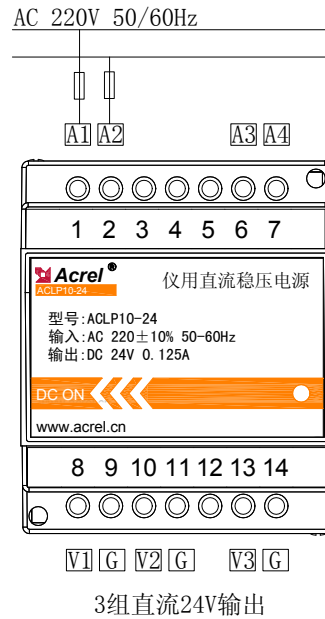 AC 220V 50/60Hz
A1 A2 A3 A4
1 2 3 4 5 6 7
Acrel®
ACLP10-24
仪用直流稳压电源
型号:ACLP10-24
输入:AC 220±10% 50-60Hz
输出:DC 24V 0.125A
DC ON
www.acrel.cn
8 9 10 11 12 13 14
V1 G V2 G V3 G
3组直流24V输出